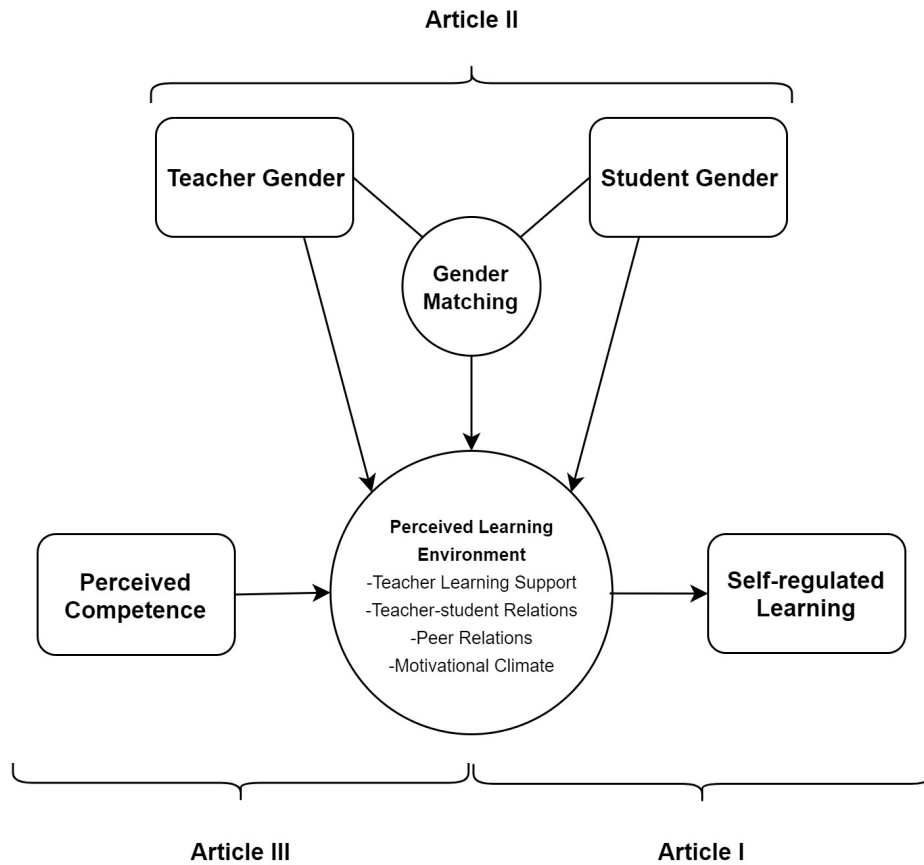 Article II
Teacher Gender
Student Gender
Gender
Matching
Perceived Learning
Environment
-Teacher Learning Support
-Teacher-student Relations
-Peer Relations
-Motivational Climate
Perceived
Competence
Self-regulated
Learning
Article III
Article I